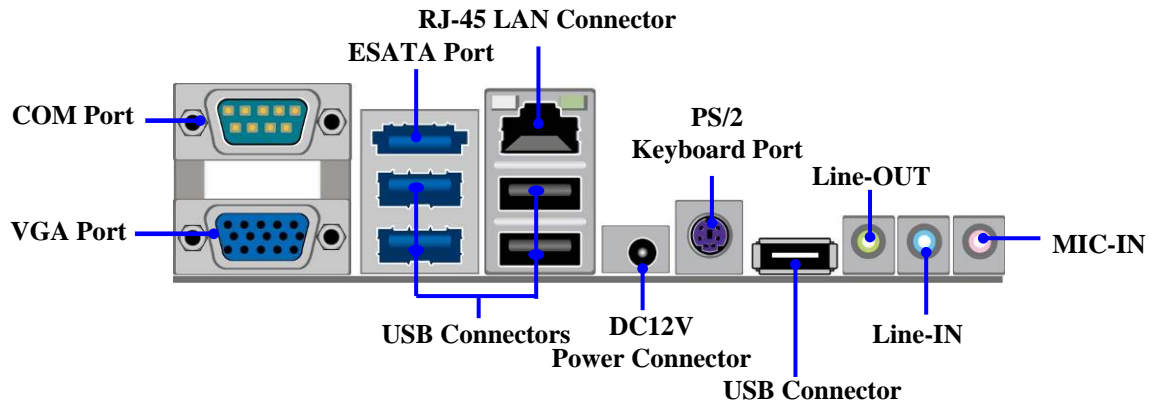 RJ-45 LAN Connector
ESATA Port
COM Port
PS/2
Keyboard Port
Line-OUT
VGA Port
MIC-IN
USB Connectors
DC12V
Power Connector
Line-IN
USB Connector